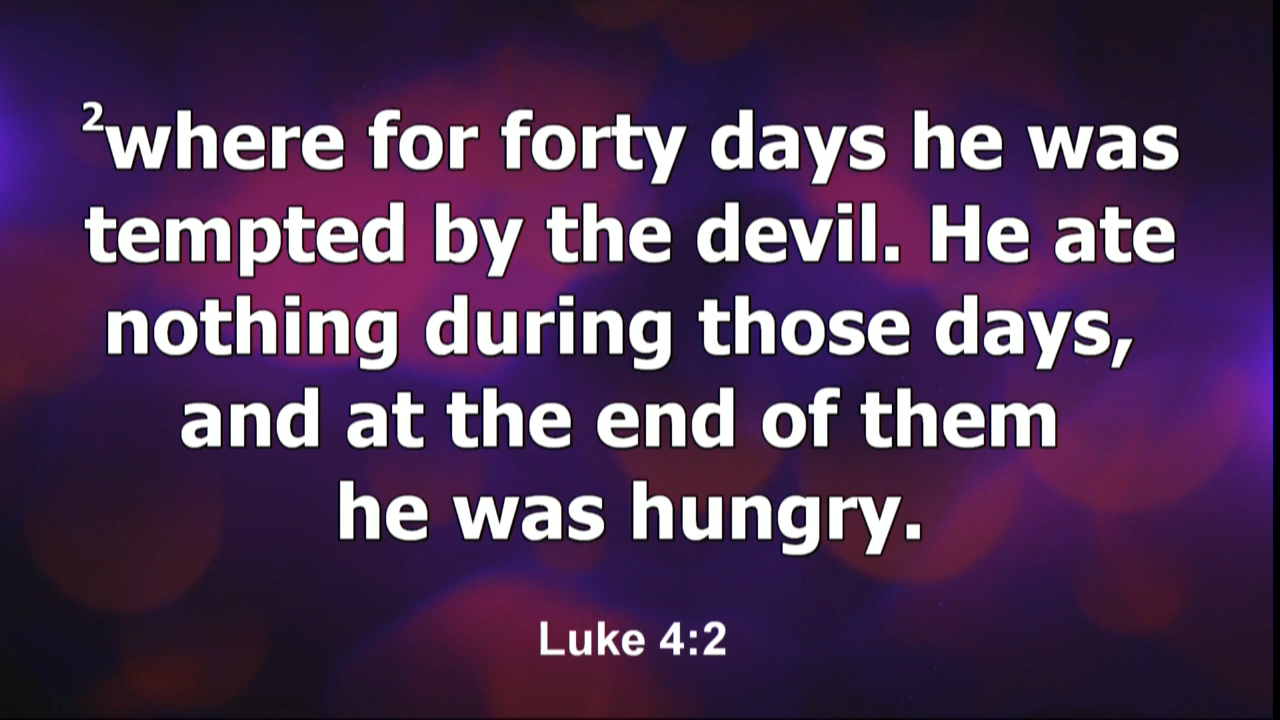 ²where for forty days he was
tempted by the devil. He ate
nothing during those days,
and at the end of them
he was hungry.
Luke 4:2